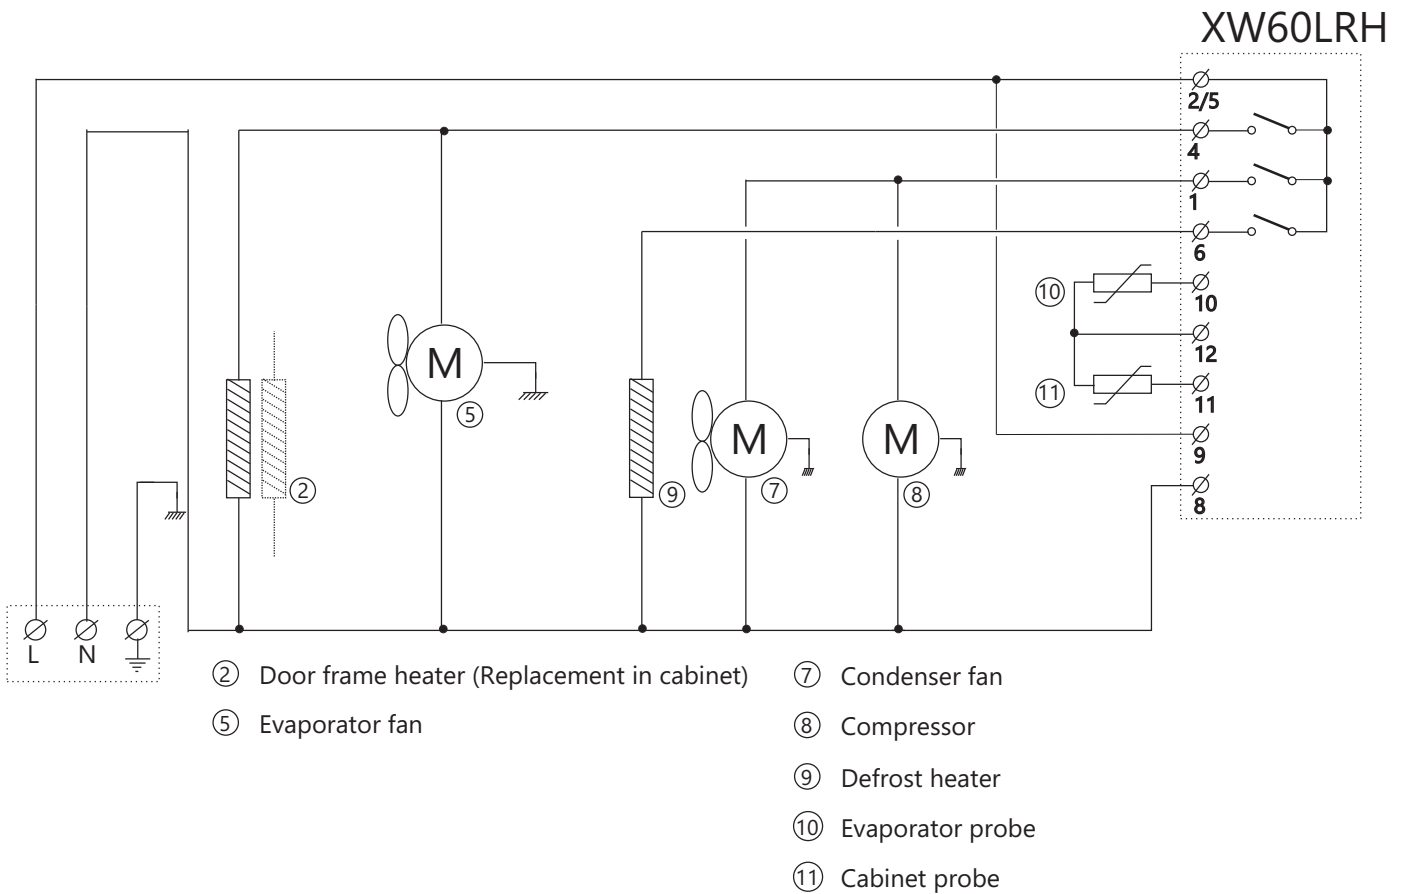 XW60LRH
2/5
4
1
6
10
10
12
11
11
9
8
M
5
2
M
7
M
8
9
L
N
2 Door frame heater (Replacement in cabinet)
5 Evaporator fan
7 Condenser fan
8 Compressor
9 Defrost heater
10 Evaporator probe
11 Cabinet probe